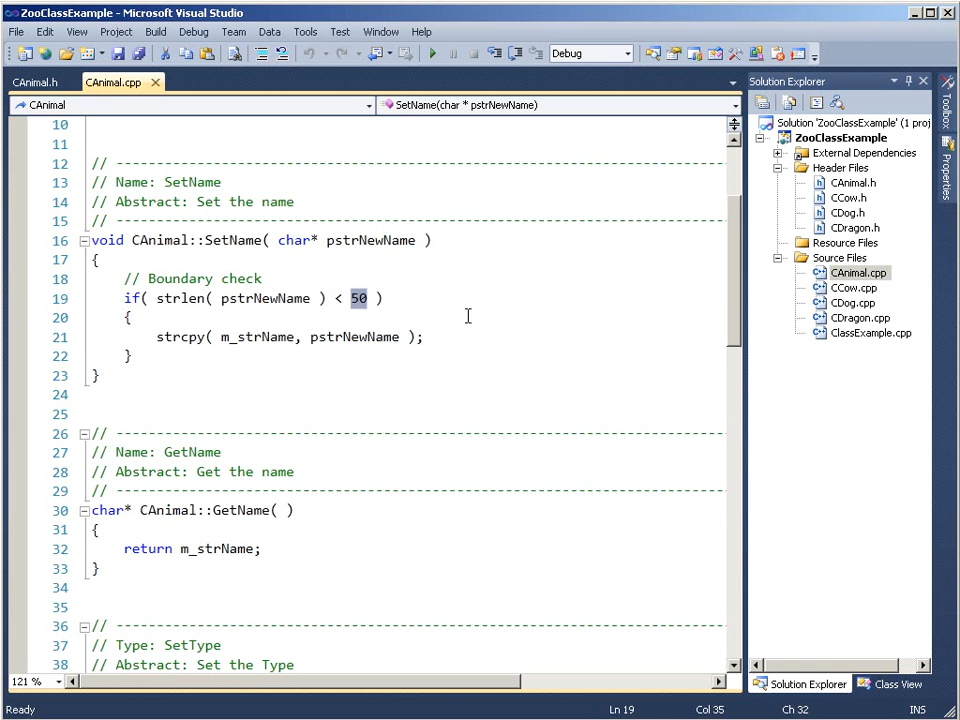 ZooClassExample - Microsoft Visual Studio
File Edit View Project Build Debug Team Data Tools Test Window Help
Debug
CAnimal.h CAnimal.cpp
CAnimal SetName(char * pstrNewName)
10
11
12 // ----------------------------------------------------------------------------
13 // Name: SetName
14 // Abstract: Set the name
15 // ----------------------------------------------------------------------------
16 void CAnimal::SetName( char* pstrNewName )
17 {
18 // Boundary check
19 if( strlen( pstrNewName ) < 50 )
20 {
21 strcpy( m_strName, pstrNewName );
22 }
23 }
24
25
26 // ----------------------------------------------------------------------------
27 // Name: GetName
28 // Abstract: Get the name
29 // ----------------------------------------------------------------------------
30 char* CAnimal::GetName( )
31 {
32 return m_strName;
33 }
34
35
36 // ----------------------------------------------------------------------------
37 // Type: SetType
38 // Abstract: Set the Type
121 %
Solution Explorer
Solution 'ZooClassExample' (1 proj
ZooClassExample
External Dependencies
Header Files
CAnimal.h
CCow.h
CDog.h
CDragon.h
Resource Files
Source Files
CAnimal.cpp
CCow.cpp
CDog.cpp
CDragon.cpp
ClassExample.cpp
Solution Explorer Class View
Toolbox
Properties
Ready Ln 19 Col 35 Ch 32 INS